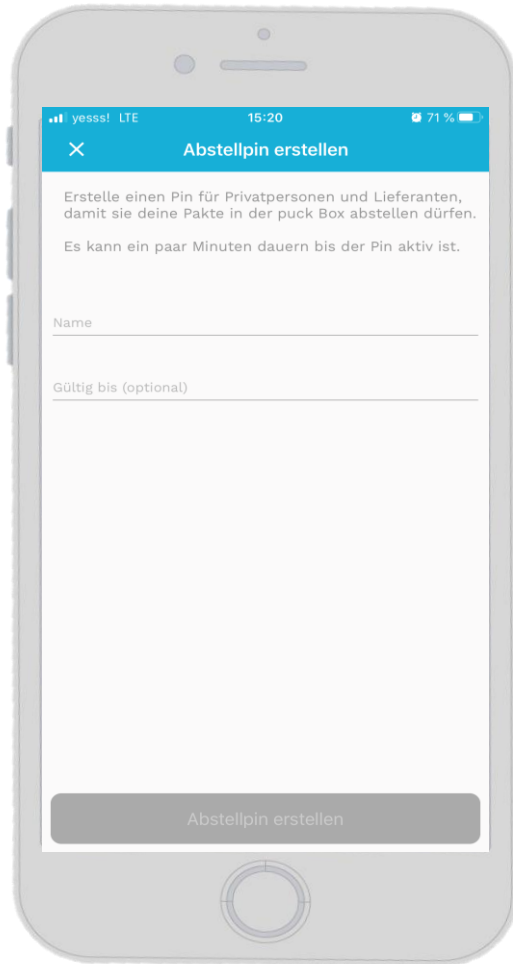 yesss! LTE 15:20 71 %
Abstellpin erstellen
Erstelle einen Pin für Privatpersonen und Lieferanten,
damit sie deine Pakte in der puck Box abstellen dürfen.
Es kann ein paar Minuten dauern bis der Pin aktiv ist.
Name
Gültig bis (optional)
Abstellpin erstellen